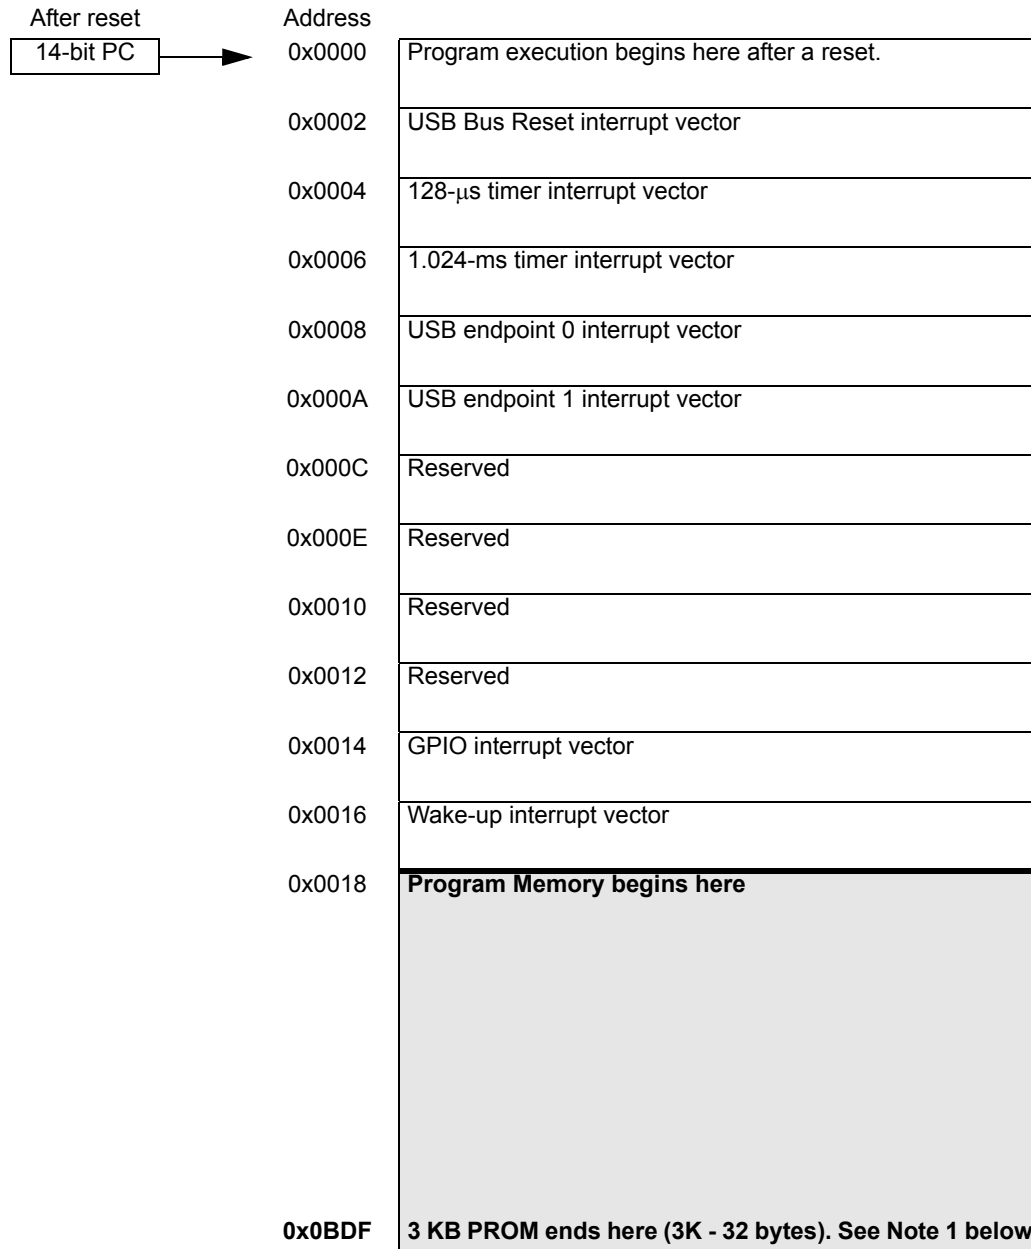 After reset Address
14-bit PC 0x0000 Program execution begins here after a reset.
0x0002 USB Bus Reset interrupt vector
0x0004 128-μs timer interrupt vector
0x0006 1.024-ms timer interrupt vector
0x0008 USB endpoint 0 interrupt vector
0x000A USB endpoint 1 interrupt vector
0x000C Reserved
0x000E Reserved
0x0010 Reserved
0x0012 Reserved
0x0014 GPIO interrupt vector
0x0016 Wake-up interrupt vector
0x0018 Program Memory begins here
0x0BDF 3 KB PROM ends here (3K - 32 bytes). See Note 1 below